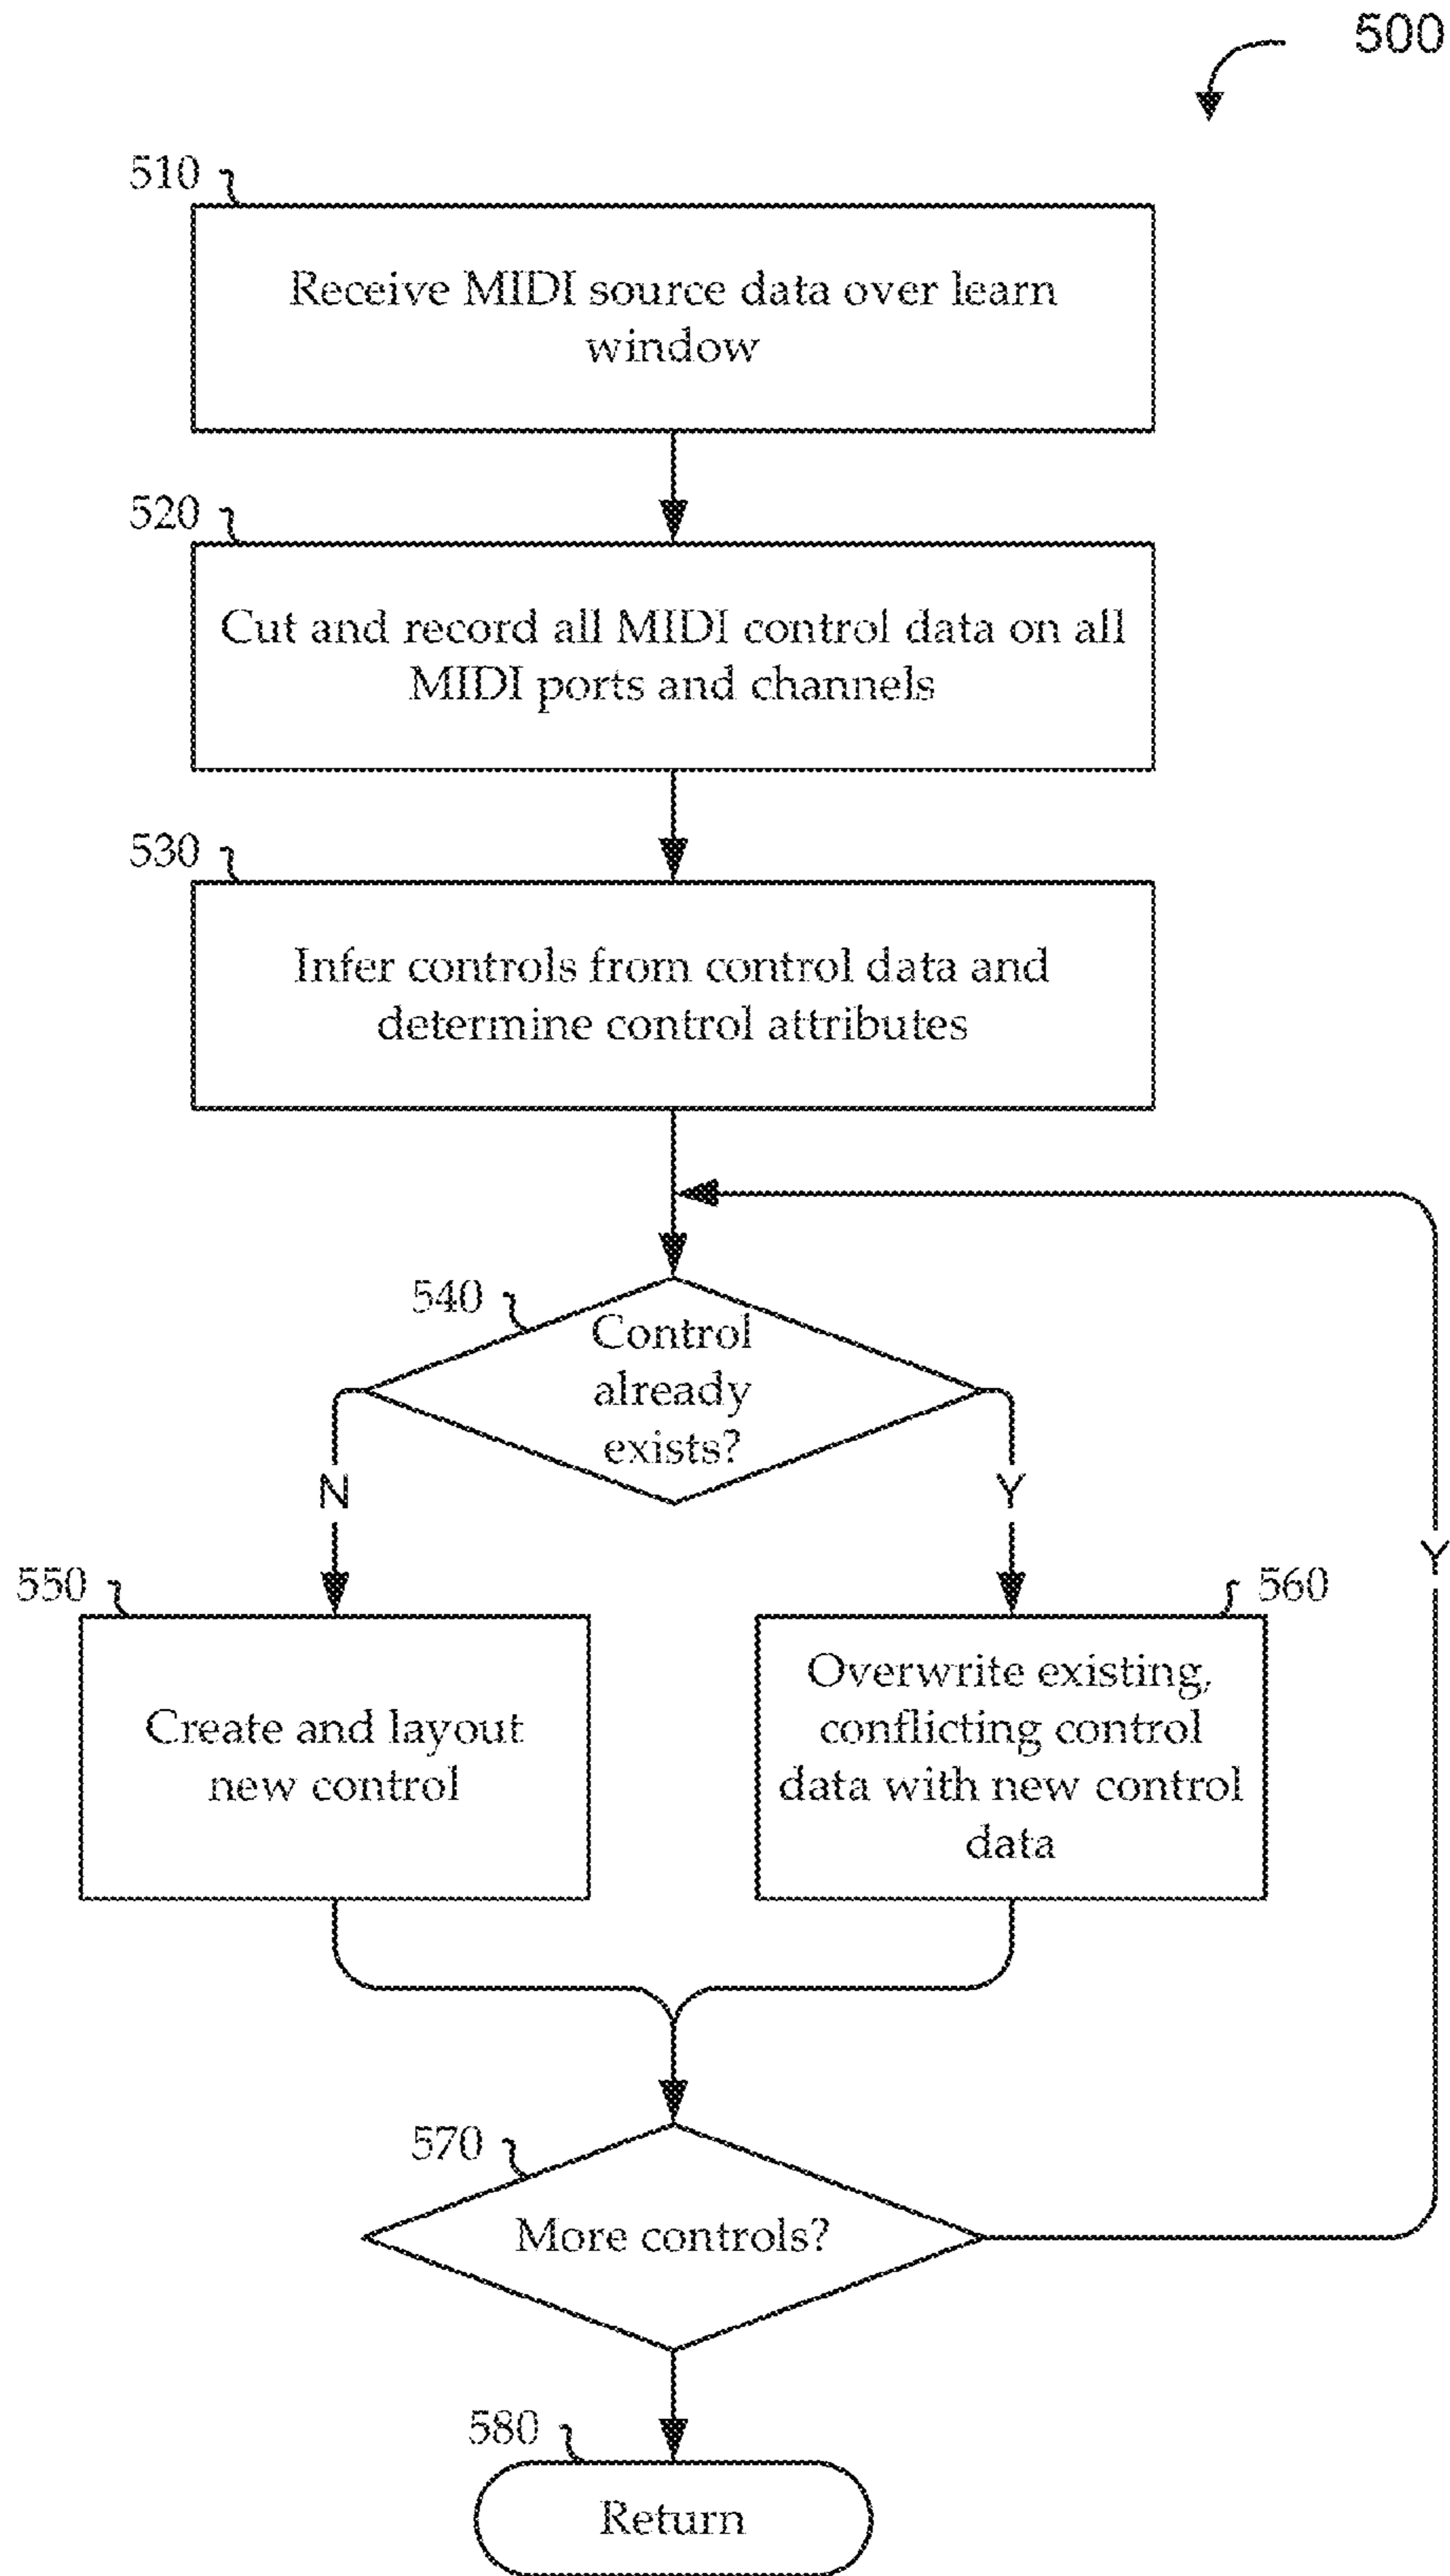 500
510
Receive MIDI source data over learn
window
520
Cut and record all MIDI control data on all
MIDI ports and channels
530
Infer controls from control data and
determine control attributes
540
Control
already
exists?
N
Y
Y
550
560
Create and layout
new control
Overwrite existing,
conflicting control
data with new control
data
570
More controls?
580
Return